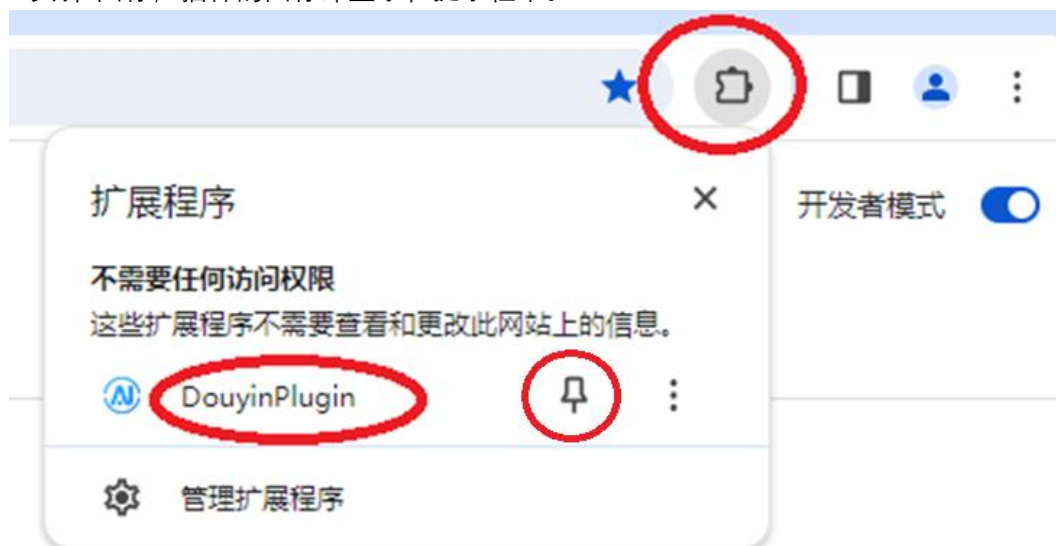 扩展程序
开发者模式
不需要任何访问权限
这些扩展程序不需要查看和更改此网站上的信息。
DouyinPlugin
管理扩展程序